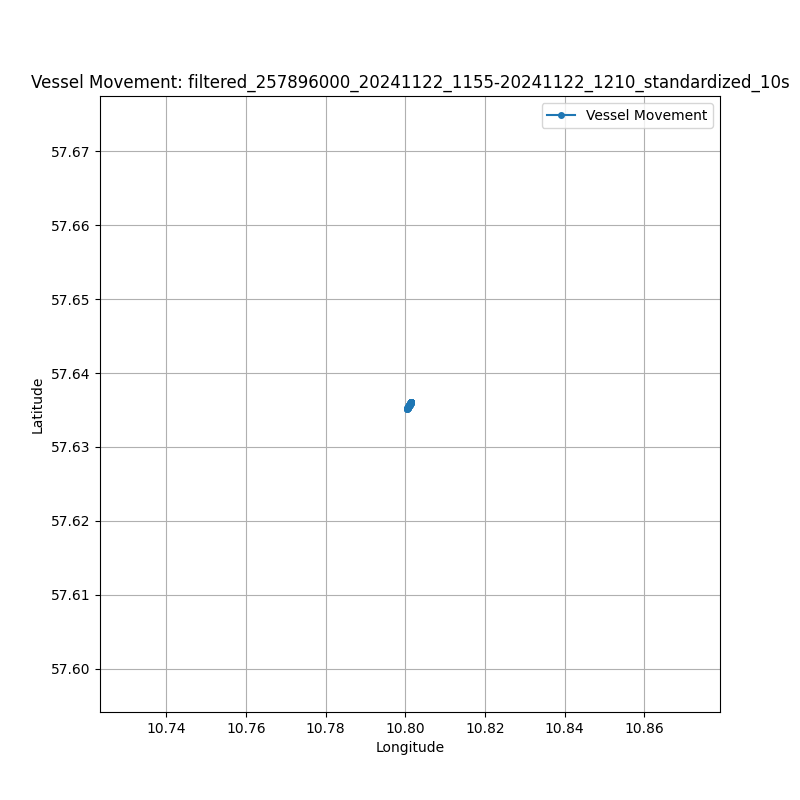 Vessel Movement: filtered_257896000_20241122_1155-20241122_1210_standardized_10s
Vessel Movement
57.67
57.66
57.65
57.64
57.63
57.62
57.61
57.60
Latitude
10.74 10.76 10.78 10.80 10.82 10.84 10.86
Longitude